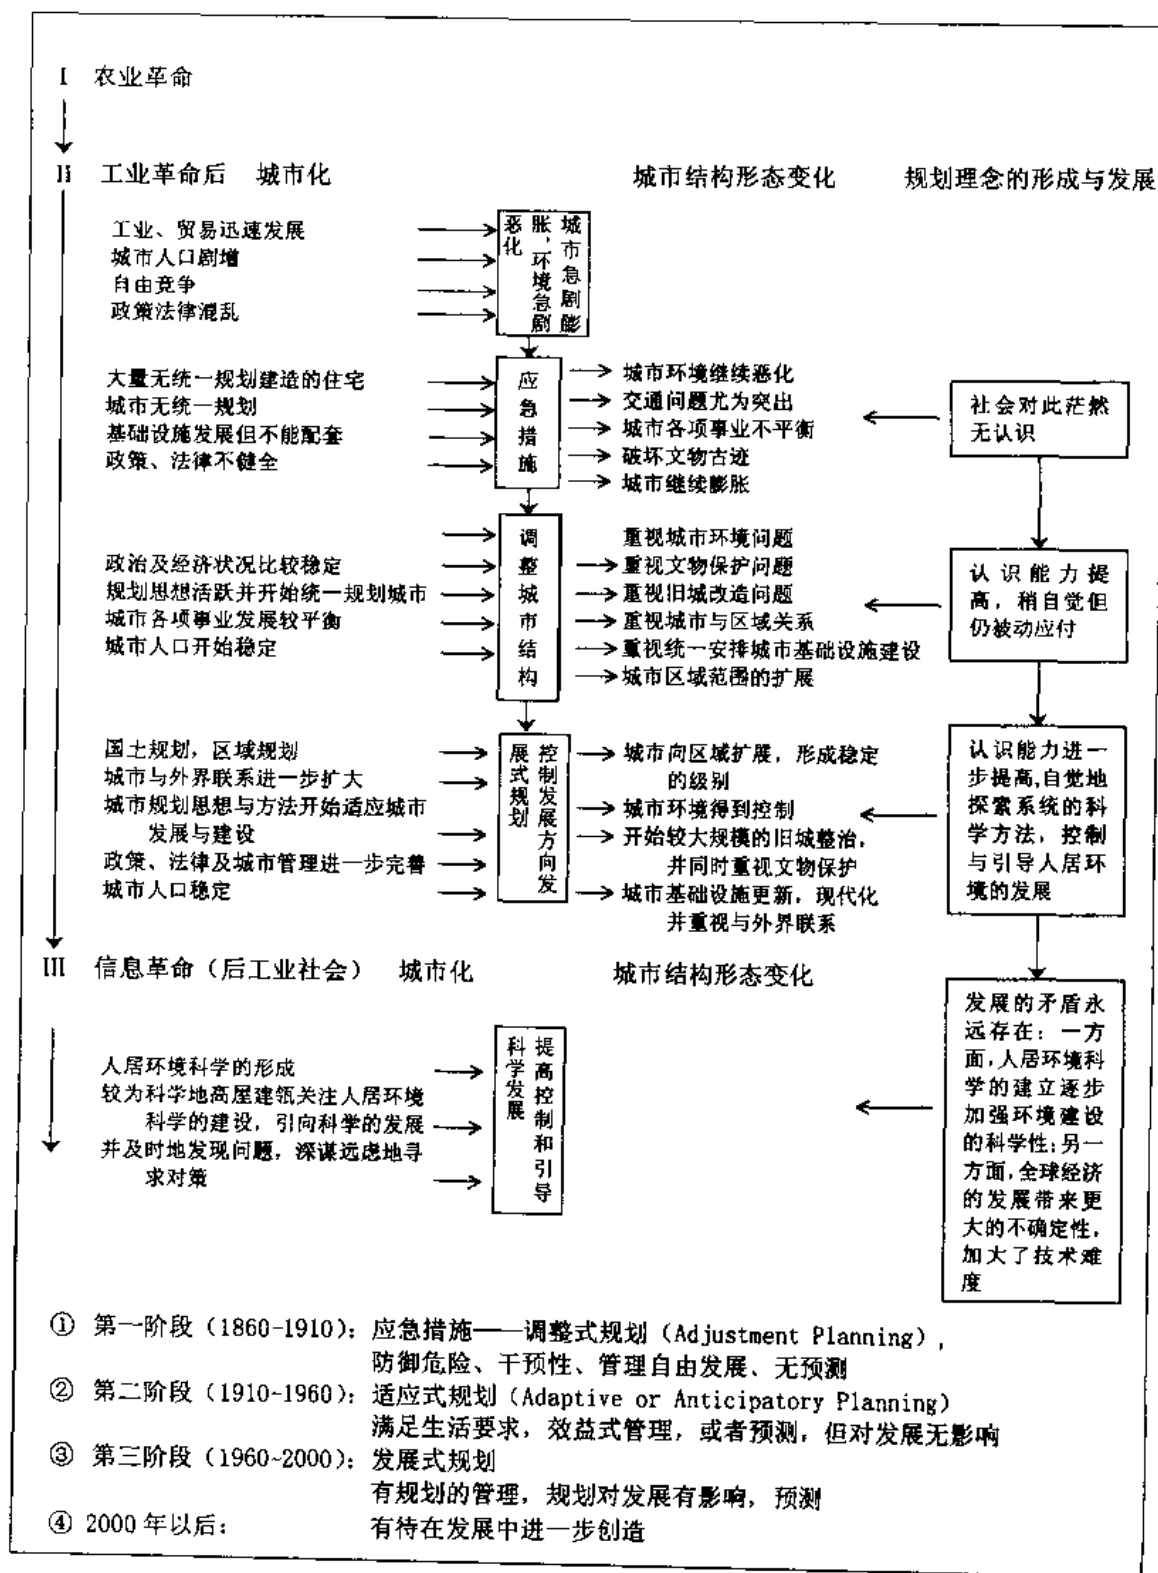 I 农业革命
II 工业革命后 城市化 城市结构形态变化 规划理念的形成与发展
工业、贸易迅速发展
城市人口剧增
自由竞争
政策法律混乱
城市急剧膨
胀、环境急剧
恶化
大量无统一规划建造的住宅
城市无统一规划
基础设施发展但不能配套
政策、法律不健全
应急措施
城市环境继续恶化
交通问题尤为突出
城市各项事业不平衡
破坏文物古迹
城市继续膨胀
社会对此茫然
无认识
政治及经济状况比较稳定
规划思想活跃并开始统一规划城市
城市各项事业发展较平衡
城市人口开始稳定
调整城市结构
重视城市环境问题
重视文物保护问题
重视旧城改造问题
重视城市与区域关系
重视统一安排城市基础设施建设
城市区域范围的扩展
认识能力提
高，稍自觉但
仍被动应付
国土规划，区域规划
城市与外界联系进一步扩大
城市规划思想与方法开始适应城市
发展与建设
政策、法律及城市管理进一步完善
城市人口稳定
控制发展方向发
展式规划
城市向区域扩展，形成稳定
的级别
城市环境得到控制
开始较大规模的旧城整治，
并同时重视文物保护
城市基础设施更新，现代化
并重视与外界联系
认识能力进一
步提高,自觉地
探索系统的科
学方法，控制
与引导人居环
境的发展
III 信息革命（后工业社会） 城市化 城市结构形态变化
人居环境科学的形成
较为科学地高屋建瓴关注人居环境
科学的建设，引向科学的发展
并及时地发现问题，深谋远虑地寻
求对策
提高控制和引导
科学发展
发展的矛盾永
远存在：一方
面,人居环境科
学的建立逐步
加强环境建设
的科学性;另一
方面,全球经济
的发展带来更
大的不确定性，
加大了技术难
度
① 第一阶段（1860-1910）：应急措施——调整式规划（Adjustment Planning），
防御危险、干预性、管理自由发展、无预测
② 第二阶段（1910-1960）：适应式规划（Adaptive or Anticipatory Planning）
满足生活要求，效益式管理，或者预测，但对发展无影响
③ 第三阶段（1960-2000）：发展式规划
有规划的管理，规划对发展有影响，预测
④ 2000 年以后： 有待在发展中进一步创造